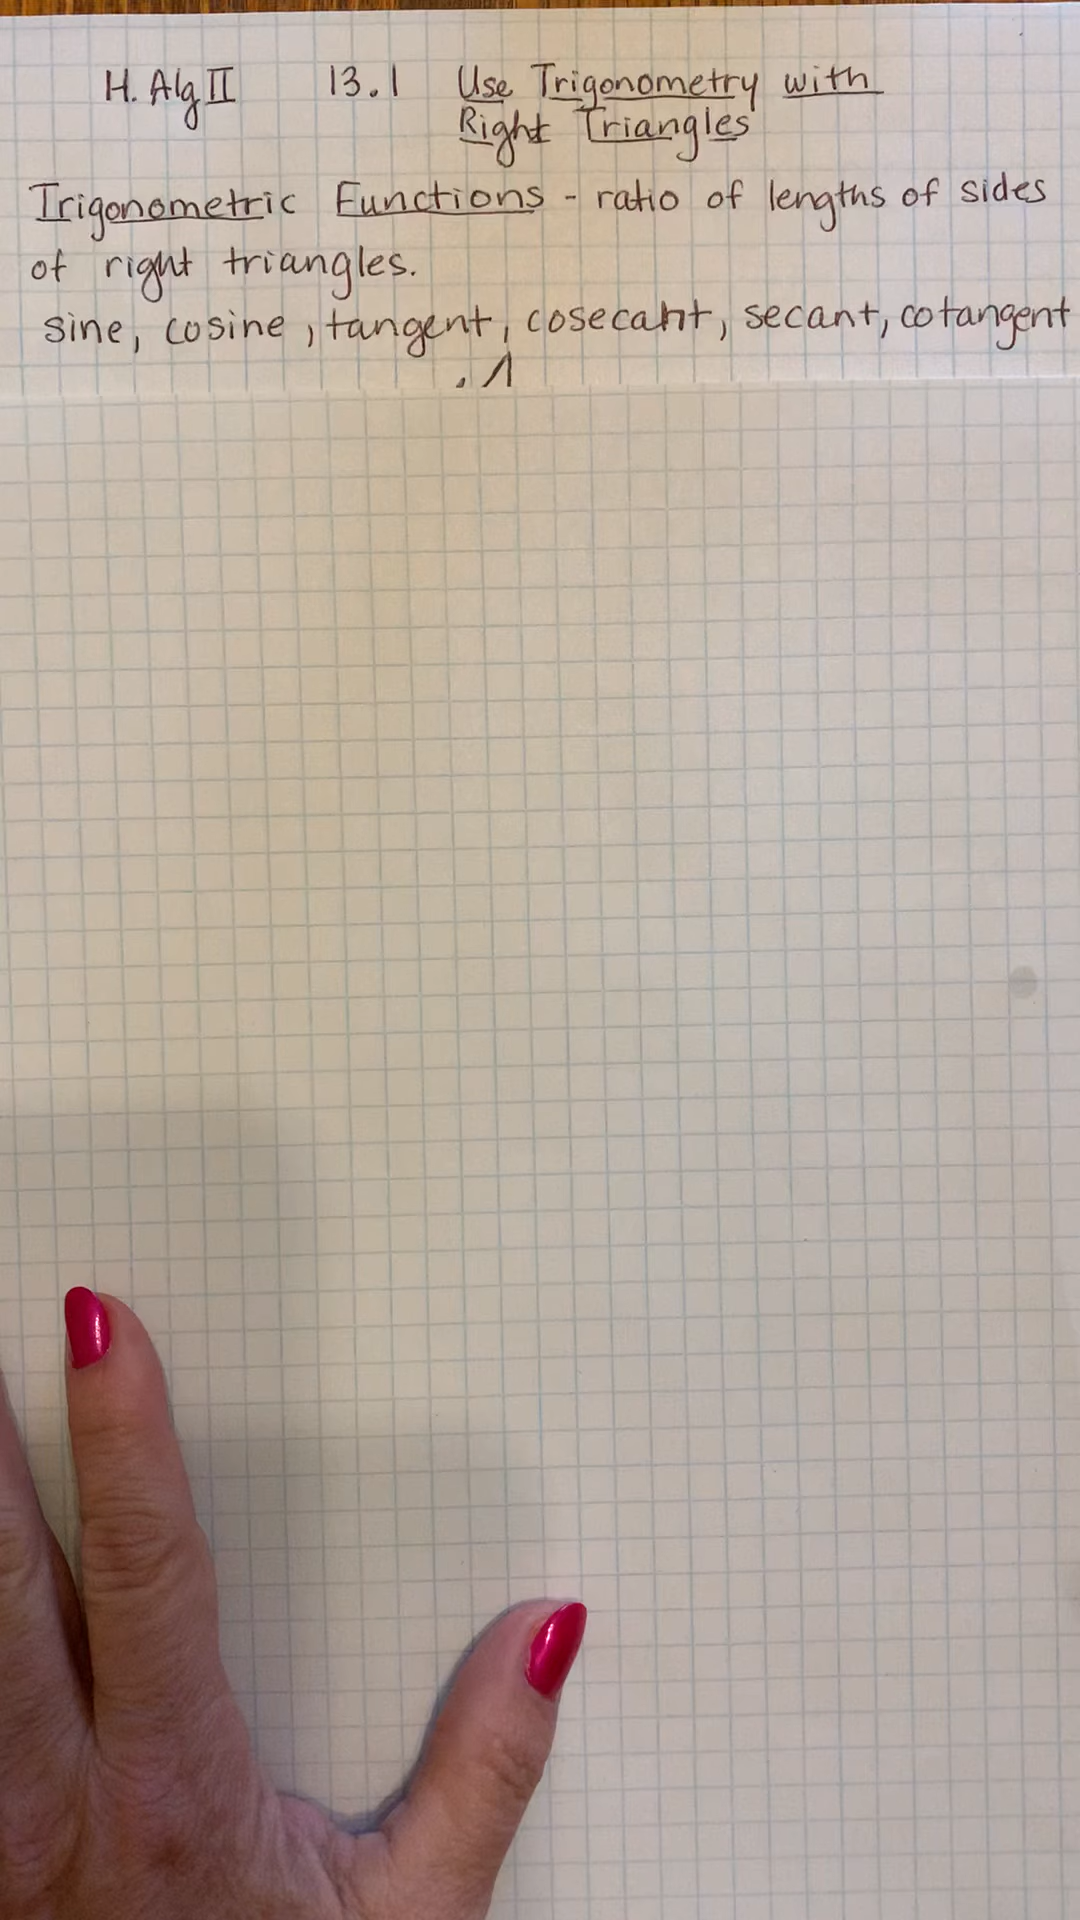 H. Alg II 13.1 Use Trigonometry with
Right Triangles
Trigonometric Functions - ratio of lengths of sides
of right triangles.
sine, cosine, tangent, cosecant, secant, cotangent